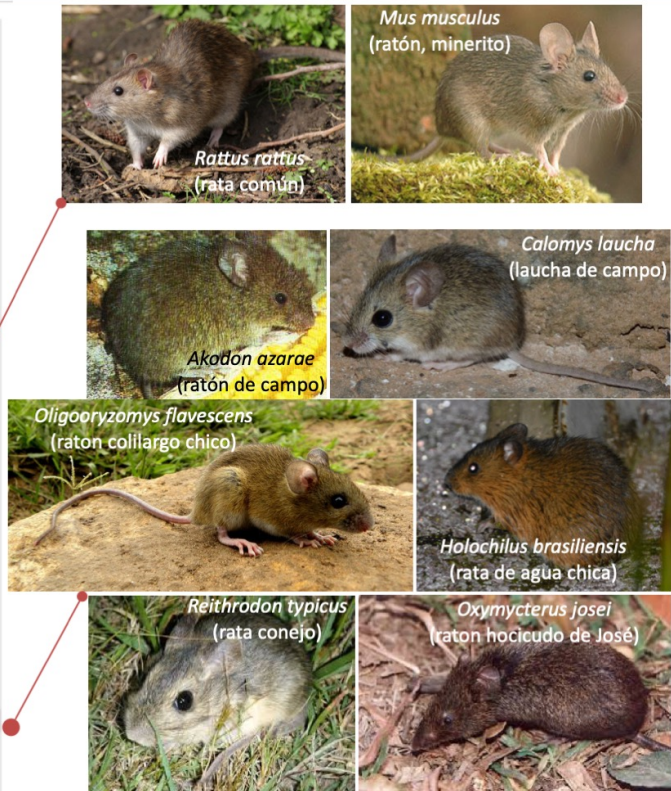 Rattus rattus
(rata común)
Mus musculus
(ratón, minerito)
Akodon azarae
(ratón de campo)
Calomys laucha
(laucha de campo)
Oligooryzomys flavescens
(raton colilargo chico)
Holochilus brasiliensis
(rata de agua chica)
Reithrodon typicus
(rata conejo)
Oxymycterus josei
(raton hocicudo de José)